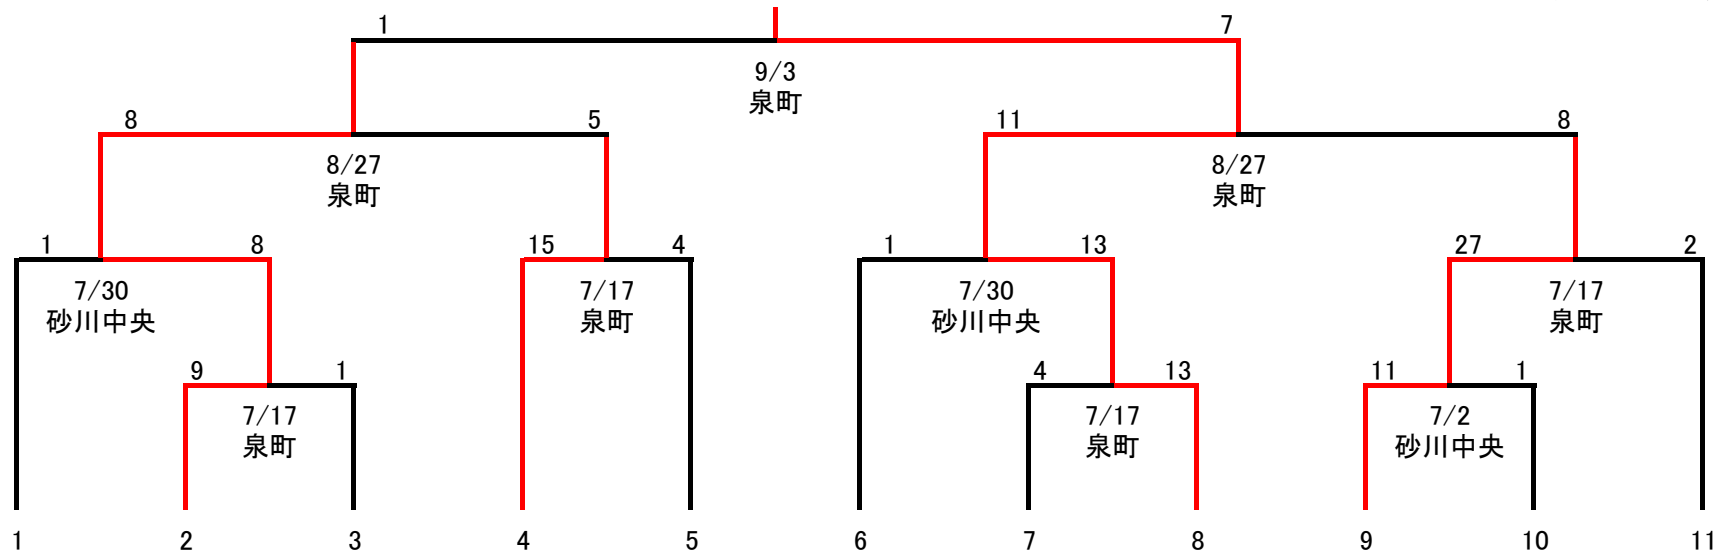 1 7
9/3
泉町
8 5 11 8
8/27 8/27
泉町 泉町
1 8 15 4 1 13 27 2
7/30 7/17 7/30 7/17
砂川中央 泉町 砂川中央 泉町
9 1 4 13 11 1
7/17 7/17 7/2
泉町 泉町 砂川中央
1 2 3 4 5 6 7 8 9 10 11